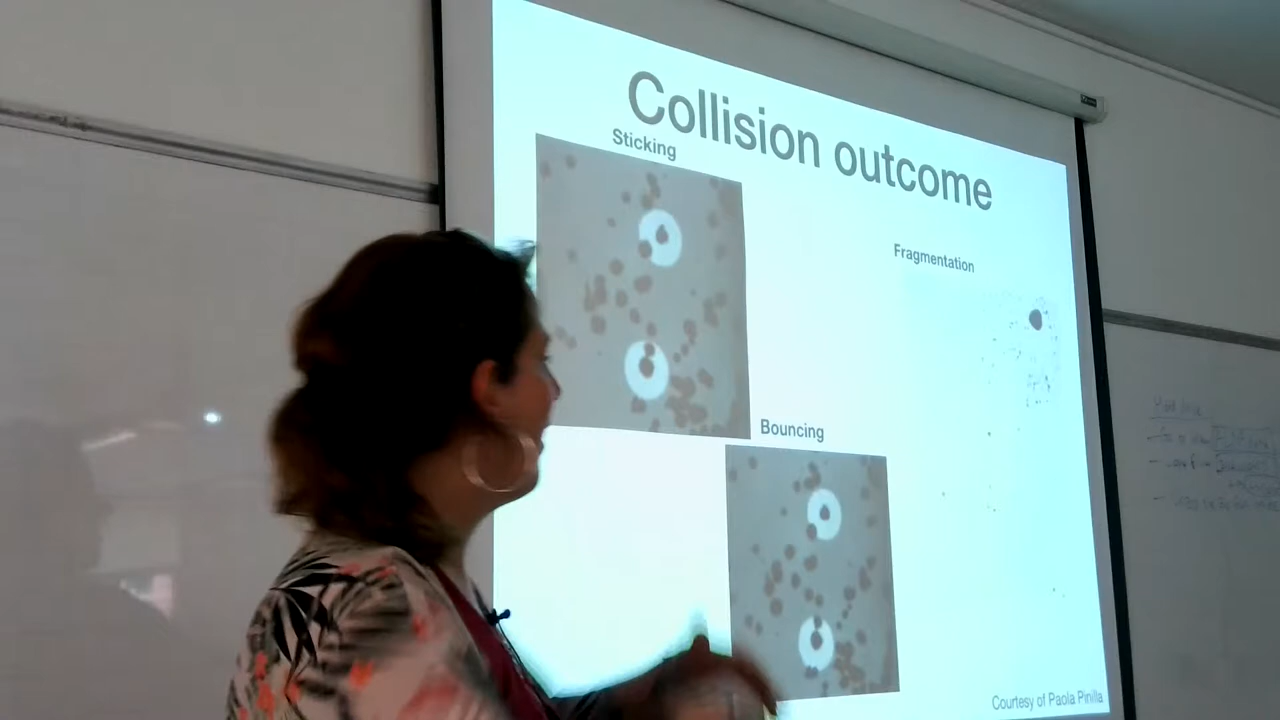 Collision outcome
Sticking
Fragmentation
Bouncing
Courtesy of Paola Pinilla